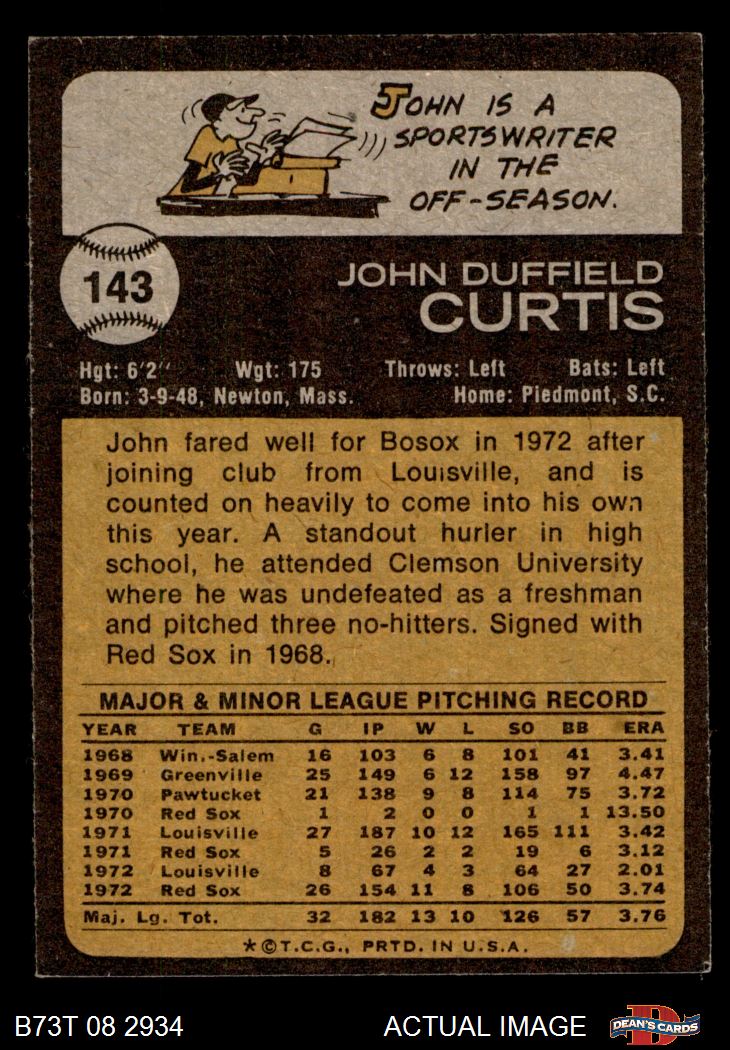 JOHN IS A
SPORTSWRITER
IN THE
OFF-SEASON.
143
JOHN DUFFIELD
CURTIS
Hgt: 6'2" Wgt: 175 Throws: Left Bats: Left
Born: 3-9-48, Newton, Mass. Home: Piedmont, S.C.
John fared well for Bosox in 1972 after
joining club from Louisville, and is
counted on heavily to come into his own
this year. A standout hurler in high
school, he attended Clemson University
where he was undefeated as a freshman
and pitched three no-hitters. Signed with
Red Sox in 1968.
MAJOR & MINOR LEAGUE PITCHING RECORD
YEAR TEAM G IP W L SO BB ERA
1968 Win.-Salem 16 103 6 8 101 41 3.41
1969 Greenville 25 149 6 12 158 97 4.47
1970 Pawtucket 21 138 9 8 114 75 3.72
1970 Red Sox 1 2 0 0 1 1 13.50
1971 Louisville 27 187 10 12 165 111 3.42
1971 Red Sox 5 26 2 2 19 6 3.12
1972 Louisville 8 67 4 3 64 27 2.01
1972 Red Sox 26 154 11 8 106 50 3.74
Maj. Lg. Tot. 32 182 13 10 126 57 3.76
*©T.C.G., PRTD. IN U.S.A.
B73T 08 2934 ACTUAL IMAGE DEAN'S CARDS